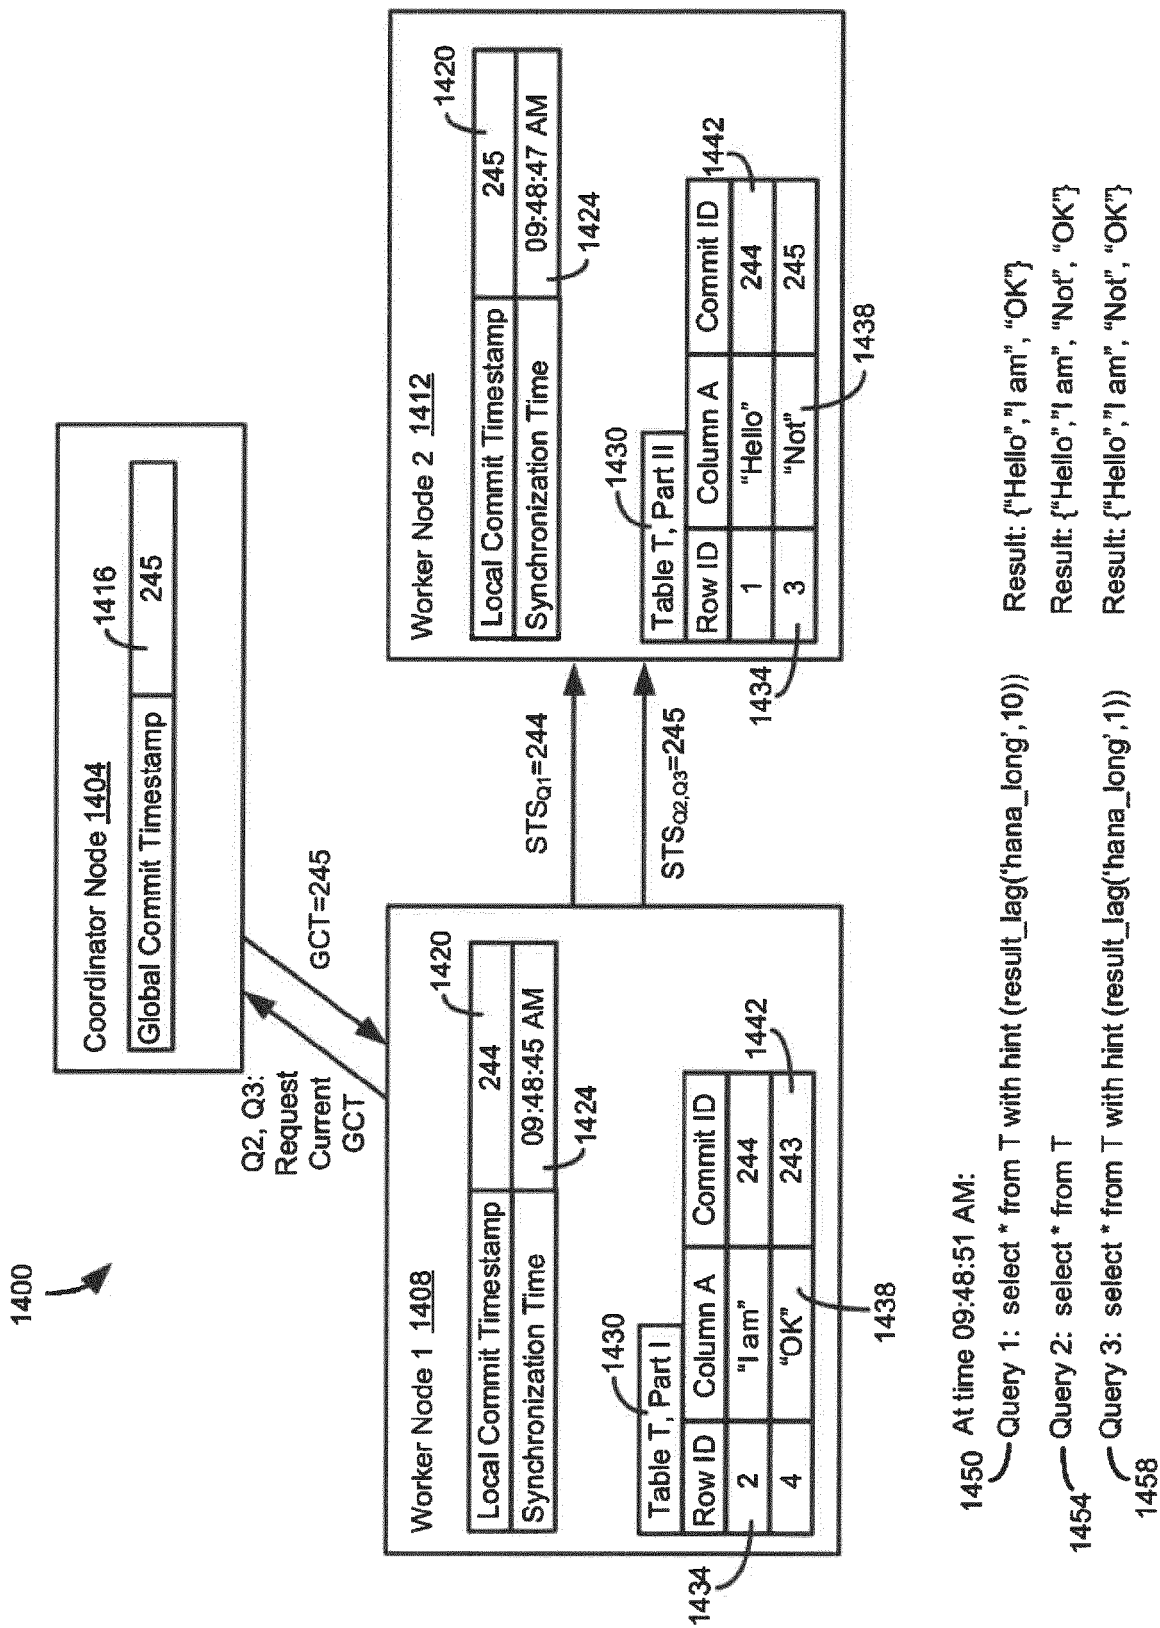 1400
Coordinator Node 1404
Global Commit Timestamp 245
1416
Q2, Q3:
Request
Current
GCT
GCT=245
Worker Node 1 1408
Local Commit Timestamp 244
Synchronization Time 09:48:45 AM
1420
1424
1430
Table T, Part I
Row ID Column A Commit ID
2 “I am” 244
4 “OK” 243
1434
1438
1442
STSQ1=244
STSQ2,Q3=245
Worker Node 2 1412
Local Commit Timestamp 245
Synchronization Time 09:48:47 AM
1420
1424
1430
Table T, Part II
Row ID Column A Commit ID
1 “Hello” 244
3 “Not” 245
1434
1438
1442
At time 09:48:51 AM:
1450 Query 1: select * from T with hint (result_lag(‘hana_long’,10)) Result: {“Hello”,”I am”, “OK”}
1454 Query 2: select * from T Result: {“Hello”,”I am”, “Not”, “OK”}
1458 Query 3: select * from T with hint (result_lag(‘hana_long’,1)) Result: {“Hello”,”I am”, “Not”, “OK”}